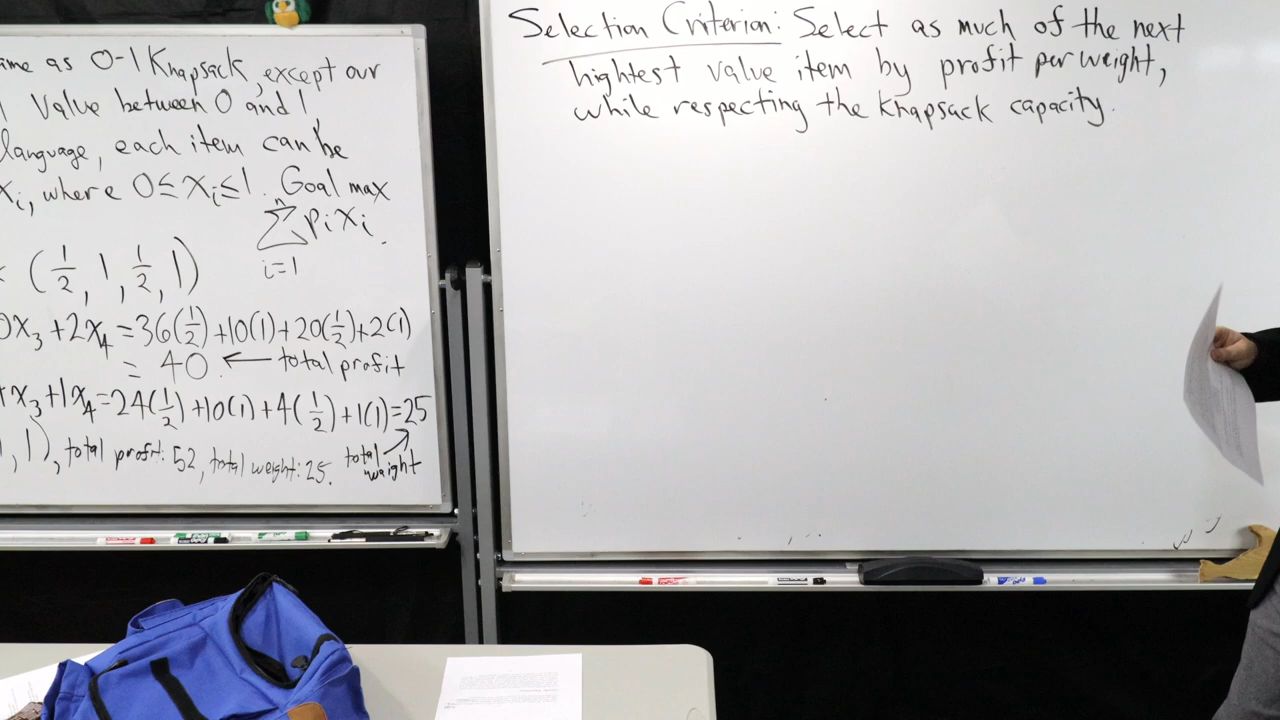 ame as 0-1 Knapsack, except our
Value between 0 and 1,
language, each item can be
xᵢ, where 0≤xᵢ≤1. Goal max
n
∑ pᵢxᵢ.
i=1
(1/2, 1, 1/2, 1)
0x₃+2x₄=36(1/2)+10(1)+20(1/2)+2(1)
= 40 ← total profit
x₃+1x₄=24(1/2)+10(1)+4(1/2)+1(1)=25
, 1), total profit: 52, total weight: 25. total weight
Selection Criterion: Select as much of the next
highest value item by profit per weight,
while respecting the knapsack capacity.